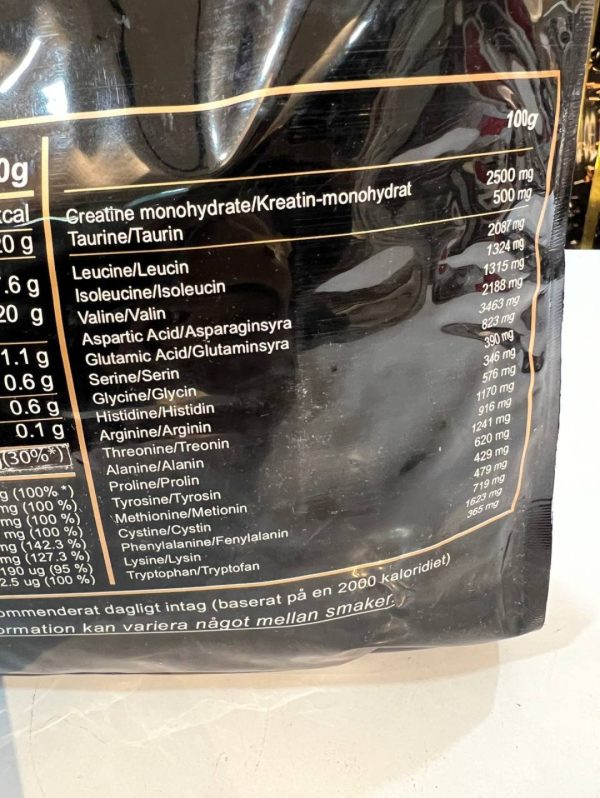 0g
kcal
.0 g
.6 g
20 g
1.1 g
0.6 g
0.6 g
0.1 g
(30%*)
g (100% *)
mg (100 %)
mg (100 %)
mg (100 %)
mg (142.3 %)
mg (127.3 %)
190 ug (95 %)
2.5 ug (100 %)
100g
Creatine monohydrate/Kreatin-monohydrat 2500 mg
Taurine/Taurin 500 mg
Leucine/Leucin 2087 mg
Isoleucine/Isoleucin 1324 mg
Valine/Valin 1315 mg
Aspartic Acid/Asparaginsyra 2188 mg
Glutamic Acid/Glutaminsyra 3463 mg
Serine/Serin 823 mg
Glycine/Glycin 390 mg
Histidine/Histidin 346 mg
Arginine/Arginin 576 mg
Threonine/Treonin 1170 mg
Alanine/Alanin 916 mg
Proline/Prolin 1241 mg
Tyrosine/Tyrosin 620 mg
Methionine/Metionin 429 mg
Cystine/Cystin 479 mg
Phenylalanine/Fenylalanin 719 mg
Lysine/Lysin 1623 mg
Tryptophan/Tryptofan 365 mg
ommenderat dagligt intag (baserat på en 2000 kaloridiet)
ormation kan variera något mellan smaker.